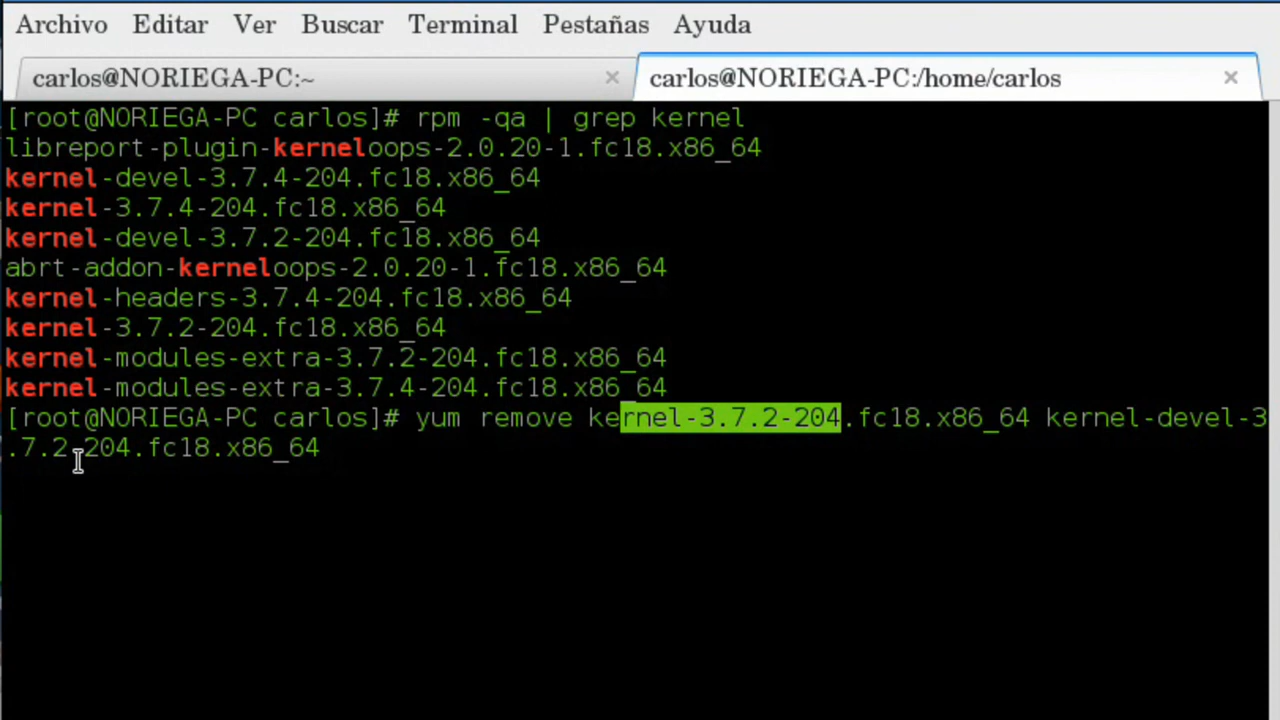 Archivo Editar Ver Buscar Terminal Pestañas Ayuda
carlos@NORIEGA-PC:~ × carlos@NORIEGA-PC:/home/carlos ×
[root@NORIEGA-PC carlos]# rpm -qa | grep kernel
libreport-plugin-kerneloops-2.0.20-1.fc18.x86_64
kernel-devel-3.7.4-204.fc18.x86_64
kernel-3.7.4-204.fc18.x86_64
kernel-devel-3.7.2-204.fc18.x86_64
abrt-addon-kerneloops-2.0.20-1.fc18.x86_64
kernel-headers-3.7.4-204.fc18.x86_64
kernel-3.7.2-204.fc18.x86_64
kernel-modules-extra-3.7.2-204.fc18.x86_64
kernel-modules-extra-3.7.4-204.fc18.x86_64
[root@NORIEGA-PC carlos]# yum remove kernel-3.7.2-204.fc18.x86_64 kernel-devel-3
.7.2-204.fc18.x86_64